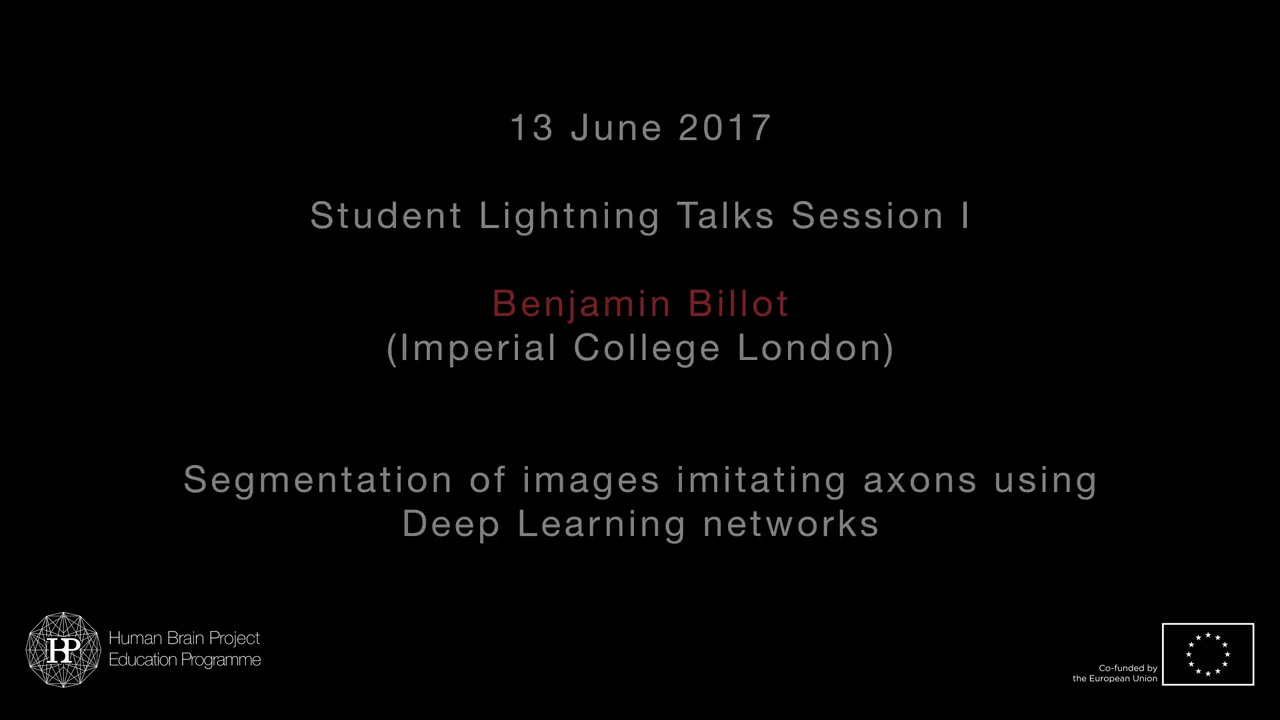 13 June 2017
Student Lightning Talks Session I
Benjamin Billot
(Imperial College London)
Segmentation of images imitating axons using
Deep Learning networks
HP
Human Brain Project
Education Programme
Co-funded by
the European Union